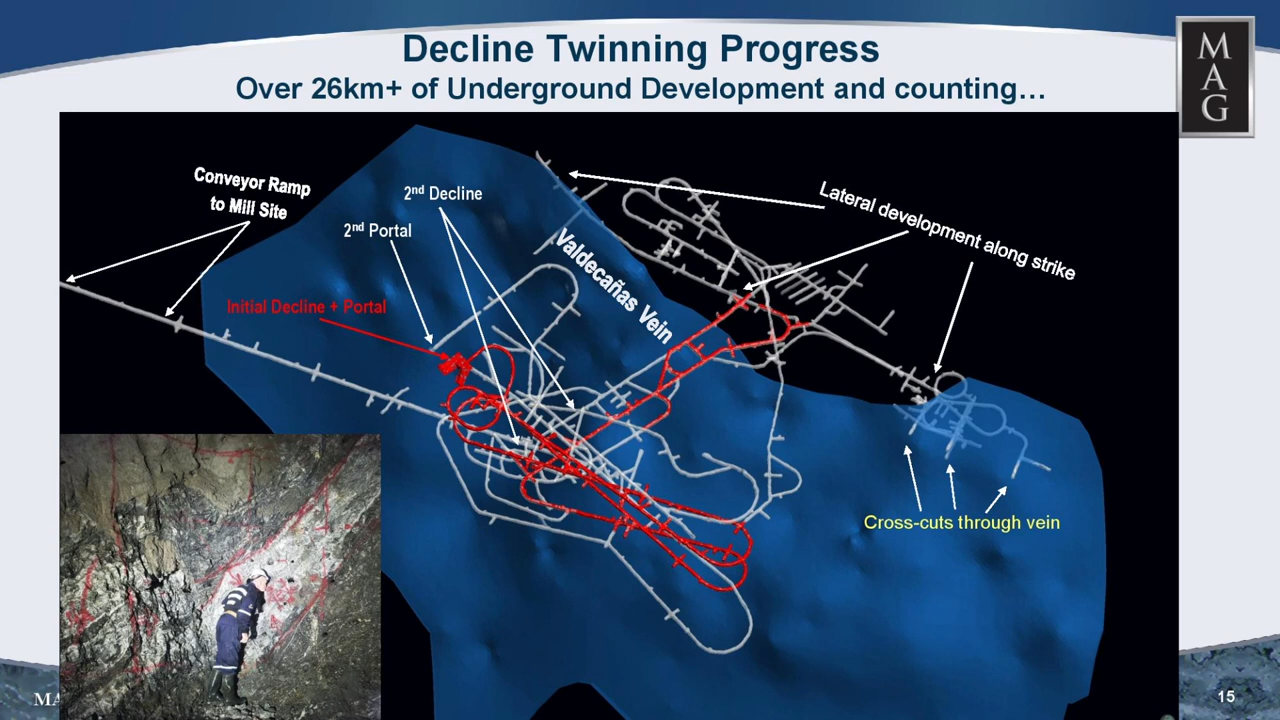 Decline Twinning Progress
Over 26km+ of Underground Development and counting…
M
A
G
Conveyor Ramp
to Mill Site
2nd Decline
2nd Portal
Initial Decline + Portal
Valdecañas Vein
Lateral development along strike
Cross-cuts through vein
MA
15